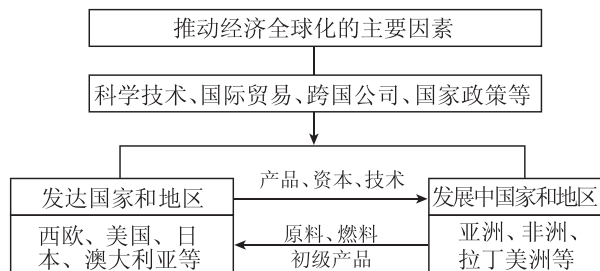 推动经济全球化的主要因素
科学技术、国际贸易、跨国公司、国家政策等
发达国家和地区
西欧、美国、日
本、澳大利亚等
产品、资本、技术
原料、燃料
初级产品
发展中国家和地区
亚洲、非洲、
拉丁美洲等